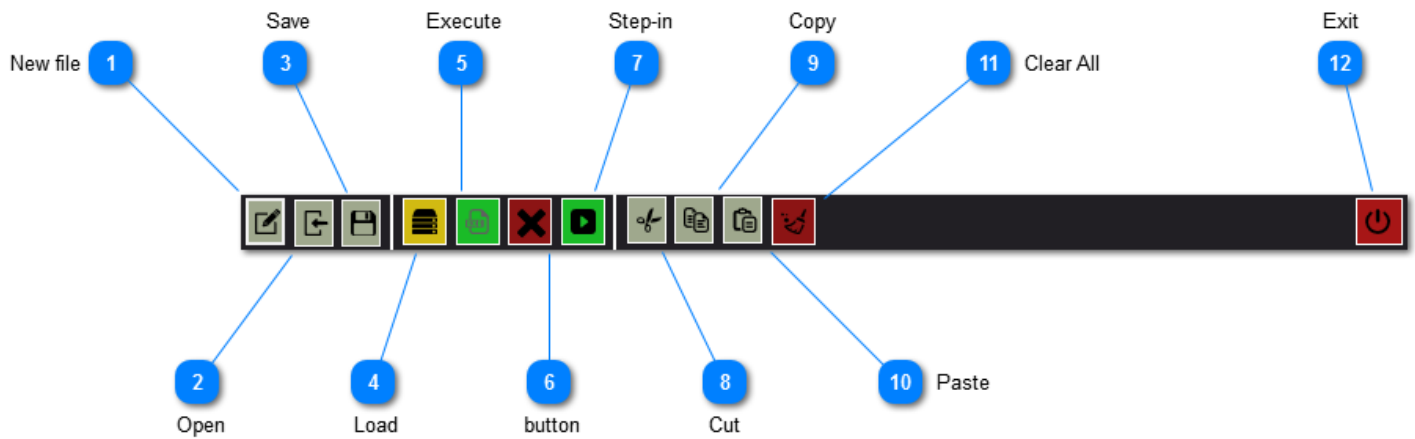 Save
Execute
Step-in
Copy
Exit
New file
1
3
5
7
9
11
Clear All
12
2
4
6
8
10
Paste
Open
Load
button
Cut